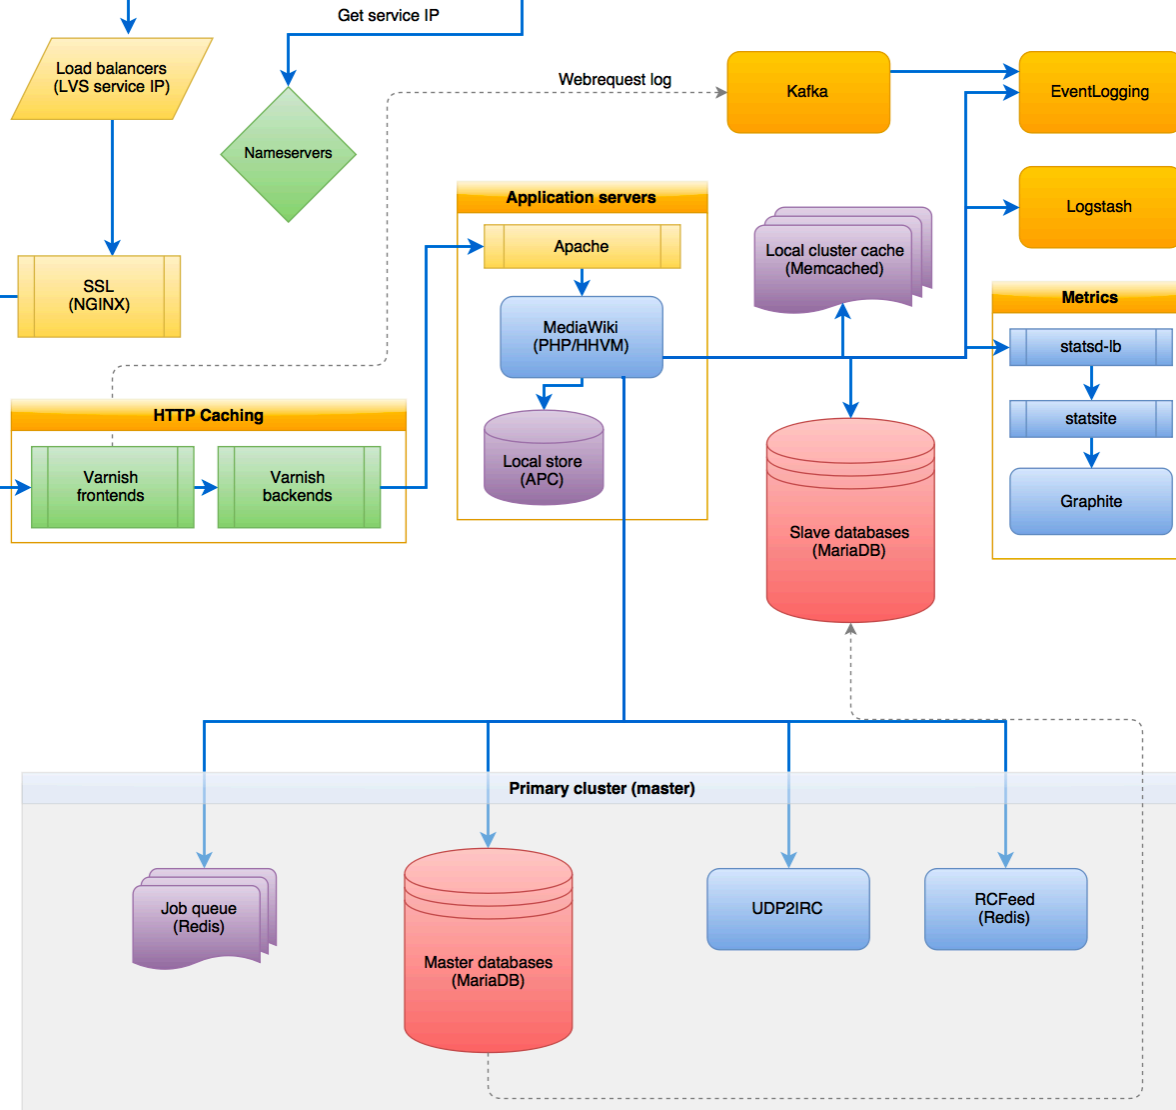 Get service IP
Load balancers
(LVS service IP)
Nameservers
Webrequest log
Kafka
EventLogging
Logstash
Application servers
Apache
MediaWiki
(PHP/HHVM)
Local store
(APC)
Local cluster cache
(Memcached)
SSL
(NGINX)
Metrics
statsd-lb
statsite
Graphite
HTTP Caching
Varnish
frontends
Varnish
backends
Slave databases
(MariaDB)
Primary cluster (master)
Job queue
(Redis)
Master databases
(MariaDB)
UDP2IRC
RCFeed
(Redis)